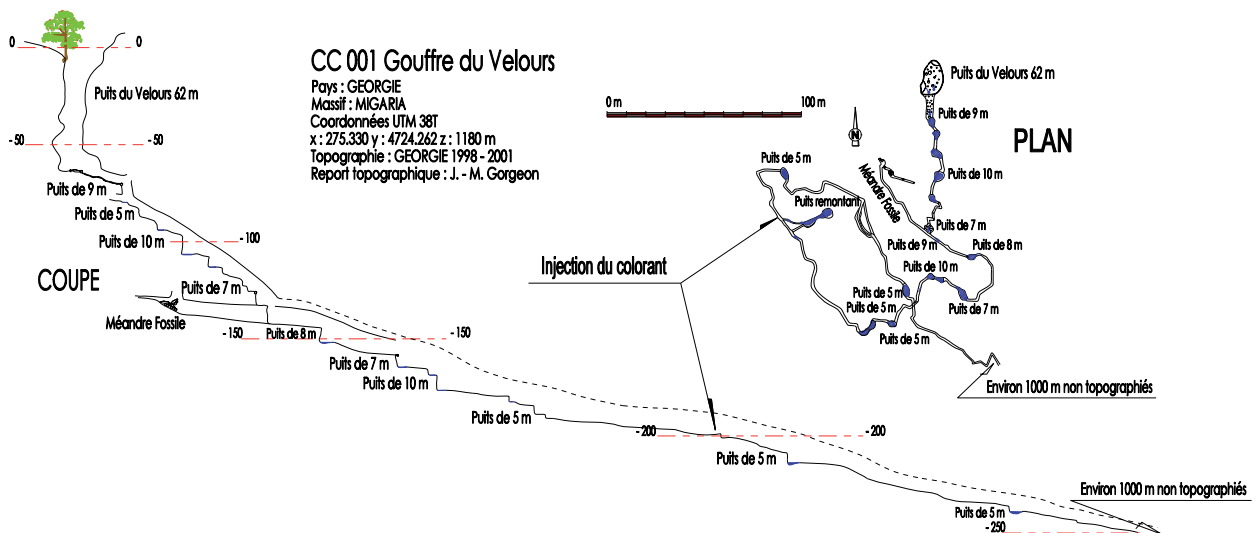 CC 001 Gouffre du Velours
Pays : GEORGIE
Massif : MIGARIA
Coordonnées UTM 38T
x : 275.330 y : 4724.262 z : 1180 m
Topographie : GEORGIE 1998 - 2001
Report topographique : J. - M. Gorgeon
0
0
Puits du Velours 62 m
- 50
- 50
Puits de 9 m
Puits de 5 m
Puits de 10 m
- 100
COUPE
Puits de 7 m
Méandre Fossile
- 150
Puits de 8 m
- 150
Puits de 7 m
Puits de 10 m
Puits de 5 m
- 200
- 200
Puits de 5 m
Environ 1000 m non topographiés
Puits de 5 m
- 250
Injection du colorant
0 m
100 m
N
PLAN
Puits du Velours 62 m
Puits de 9 m
Puits de 10 m
Puits de 7 m
Puits de 5 m
Méandre Fossile
Puits remontant
Puits de 9 m
Puits de 8 m
Puits de 10 m
Puits de 7 m
Puits de 5 m
Puits de 5 m
Puits de 5 m
Environ 1000 m non topographiés